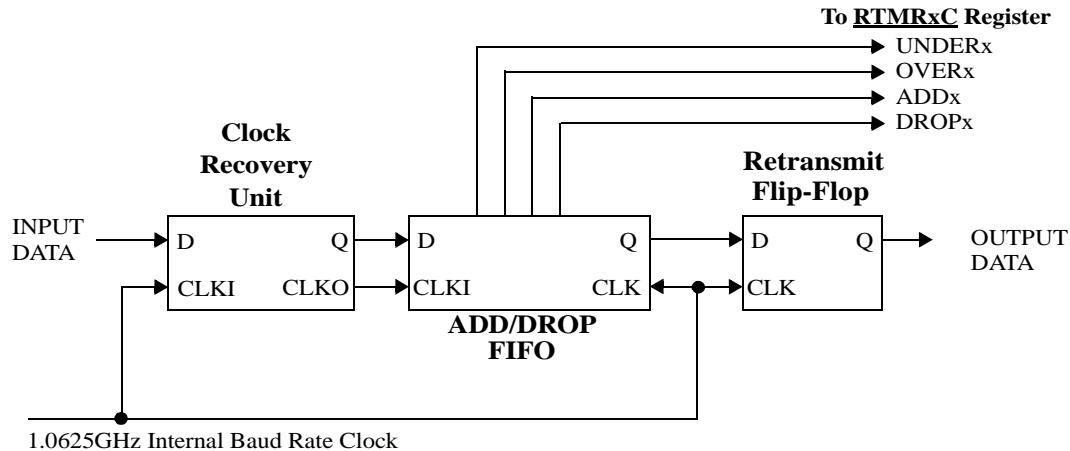 To RTMRxC Register
UNDERx
OVERx
ADDx
DROPx
Clock
Recovery
Unit
Retransmit
Flip-Flop
INPUT
DATA
D
Q
CLKI
CLKO
D
Q
CLKI
CLK
ADD/DROP
FIFO
D
Q
CLK
OUTPUT
DATA
1.0625GHz Internal Baud Rate Clock